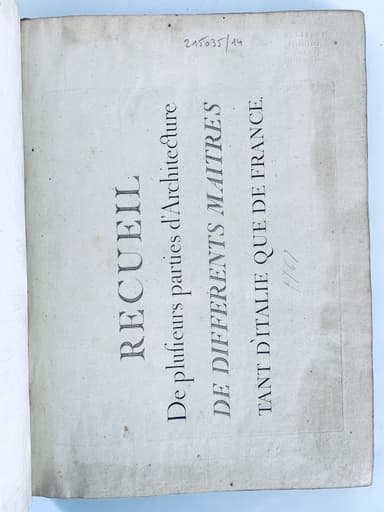 215035/14
RECUEIL
De plusieurs parties d'Architecture
DE DIFFERENTS MAITRES
TANT D'ITALIE QUE DE FRANCE.